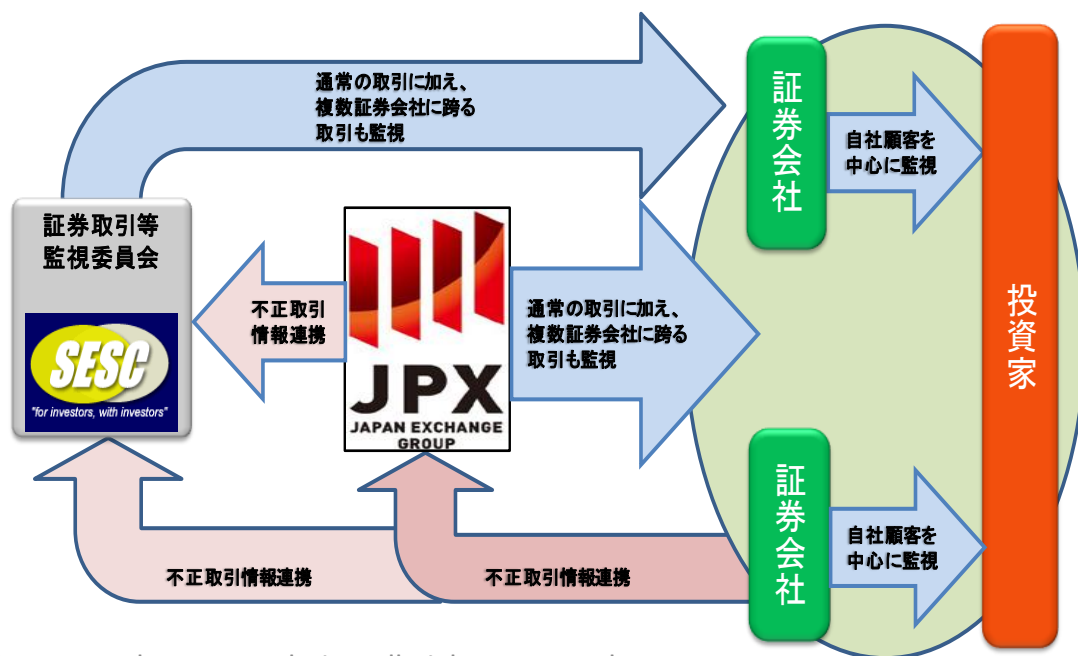 通常の取引に加え、
複数証券会社に跨る
取引も監視
証券会社
自社顧客を
中心に監視
投資家
証券取引等
監視委員会
SESC
"for investors, with investors"
不正取引
情報連携
JPX
JAPAN EXCHANGE
GROUP
通常の取引に加え、
複数証券会社に跨る
取引も監視
証券会社
自社顧客を
中心に監視
不正取引情報連携
不正取引情報連携